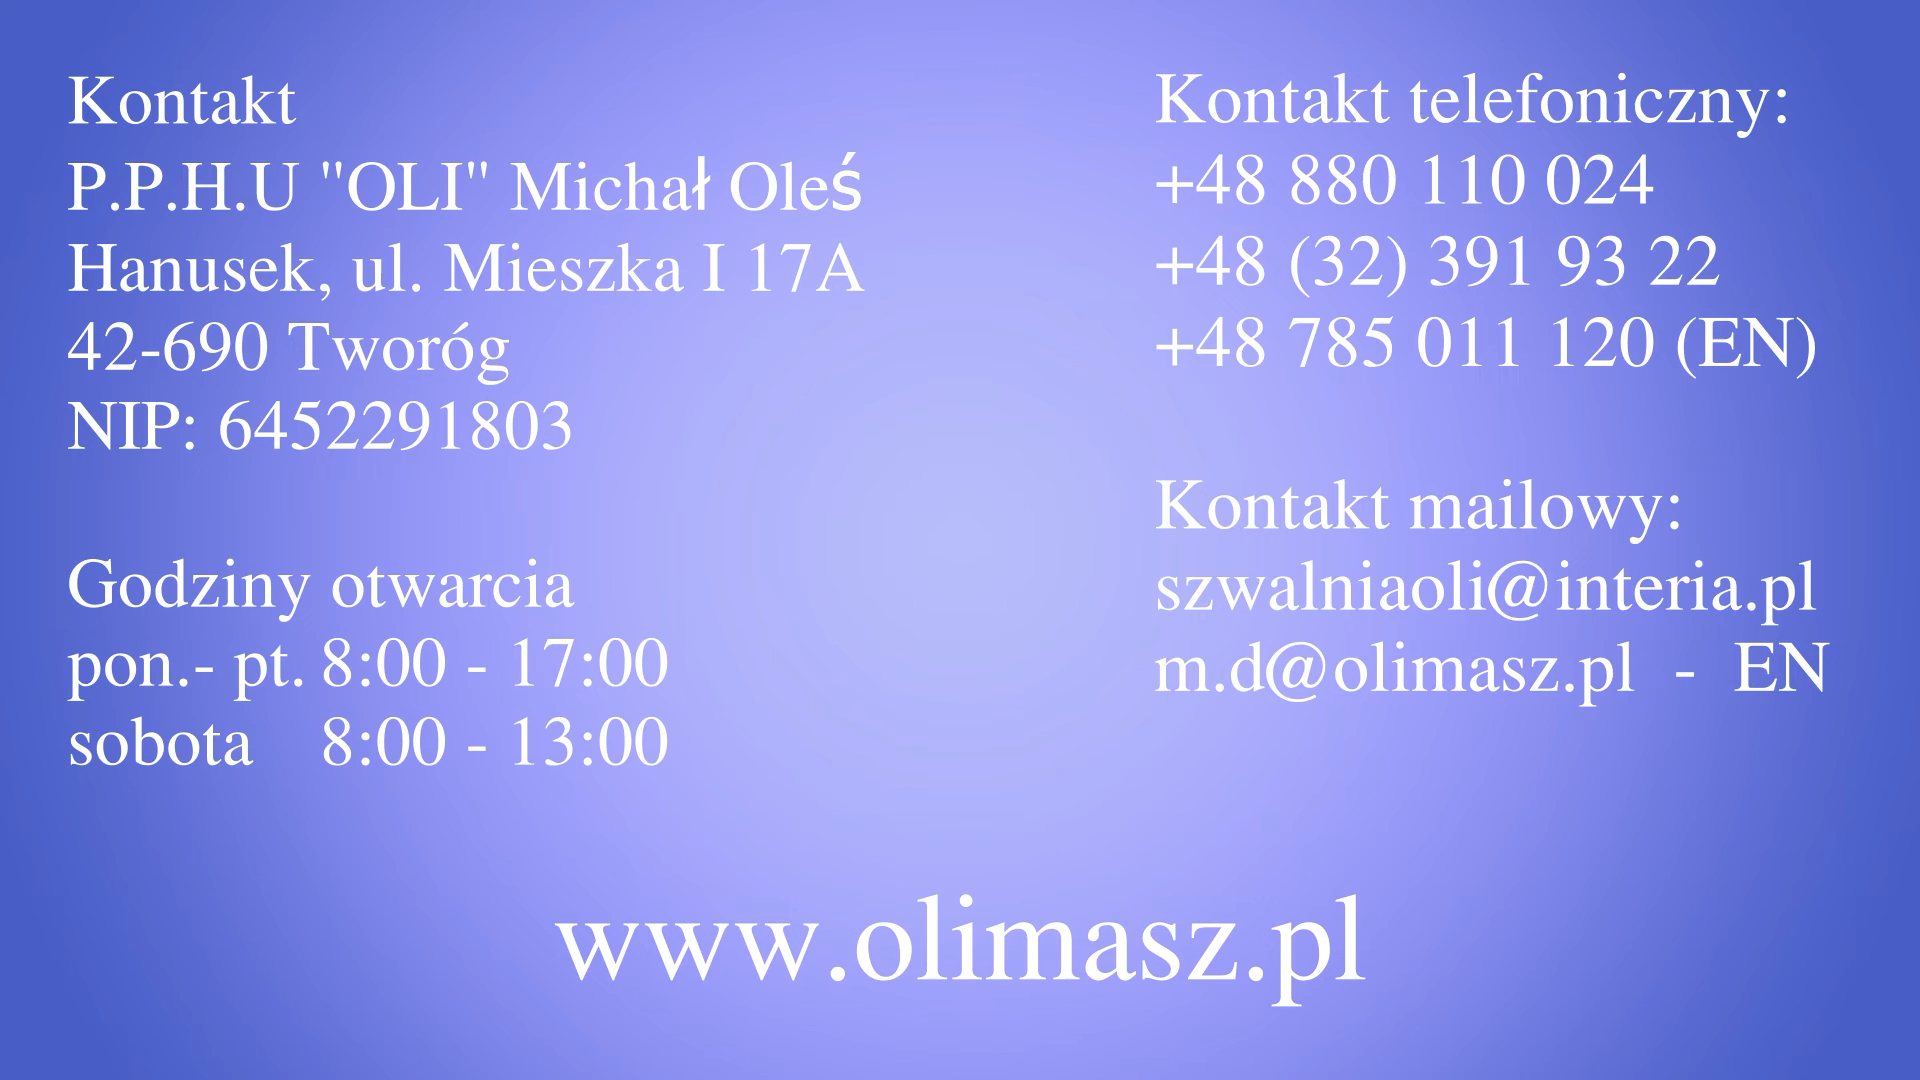 Kontakt
P.P.H.U "OLI" Michał Oleś
Hanusek, ul. Mieszka I 17A
42-690 Tworóg
NIP: 6452291803
Godziny otwarcia
pon.- pt. 8:00 - 17:00
sobota 8:00 - 13:00
Kontakt telefoniczny:
+48 880 110 024
+48 (32) 391 93 22
+48 785 011 120 (EN)
Kontakt mailowy:
szwalniaoli@interia.pl
m.d@olimasz.pl - EN
www.olimasz.pl